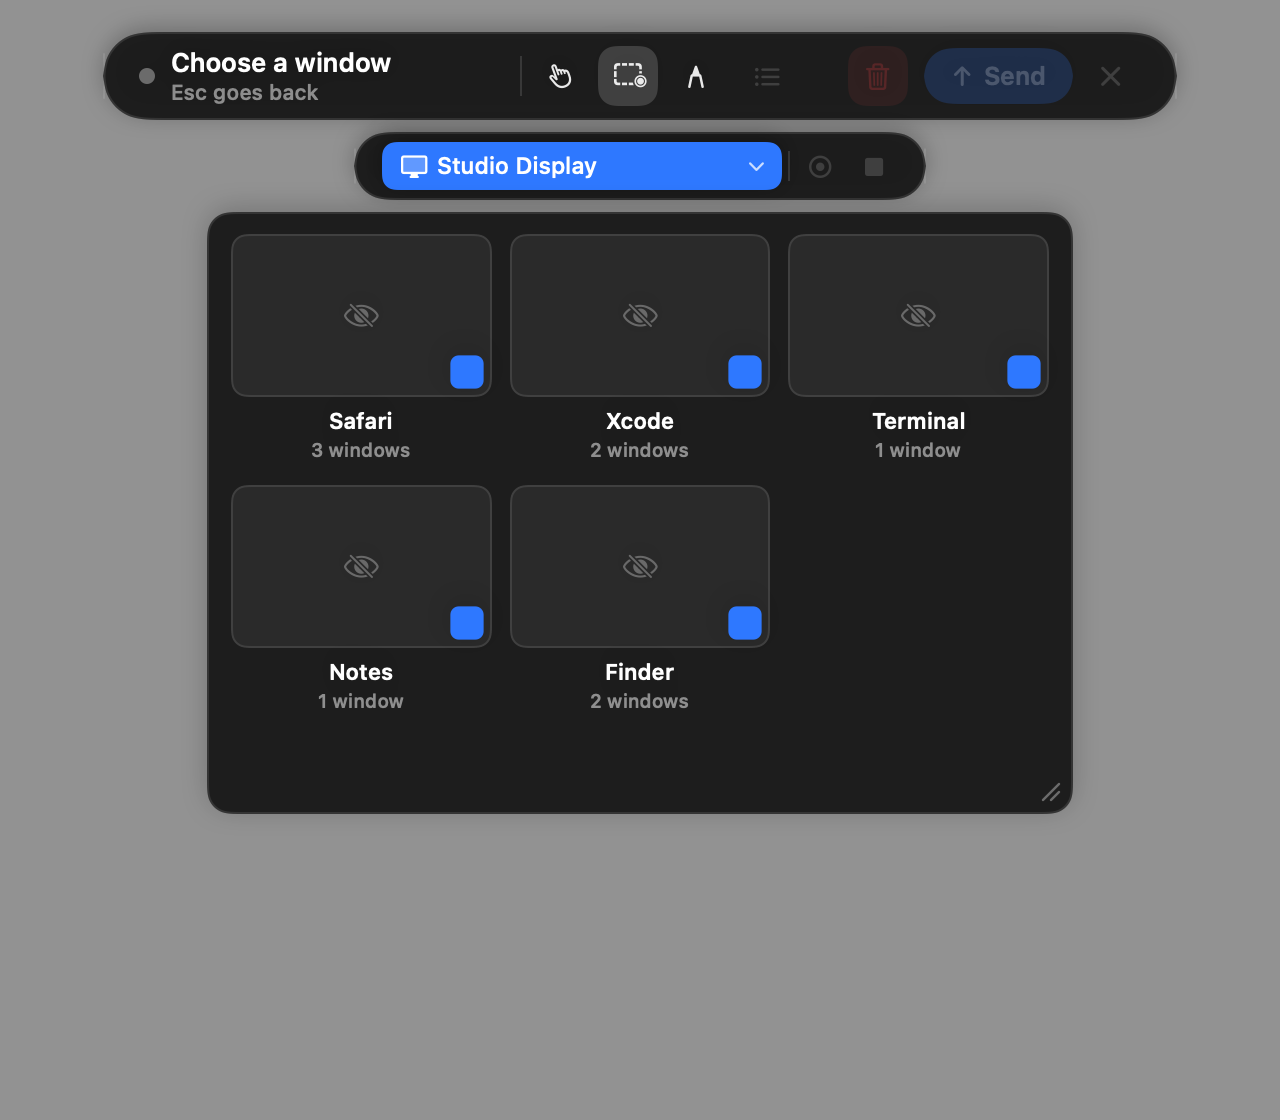 Choose a window
Esc goes back
Send
Studio Display
Safari
3 windows
Xcode
2 windows
Terminal
1 window
Notes
1 window
Finder
2 windows